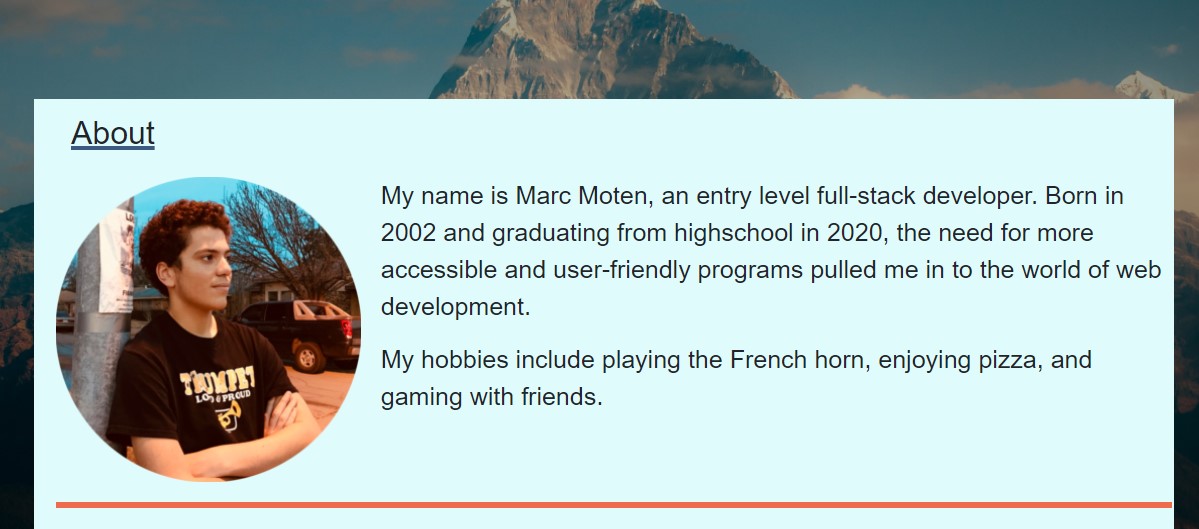 About
My name is Marc Moten, an entry level full-stack developer. Born in
2002 and graduating from highschool in 2020, the need for more
accessible and user-friendly programs pulled me in to the world of web
development.
My hobbies include playing the French horn, enjoying pizza, and
gaming with friends.
TRUMPET
PROUD